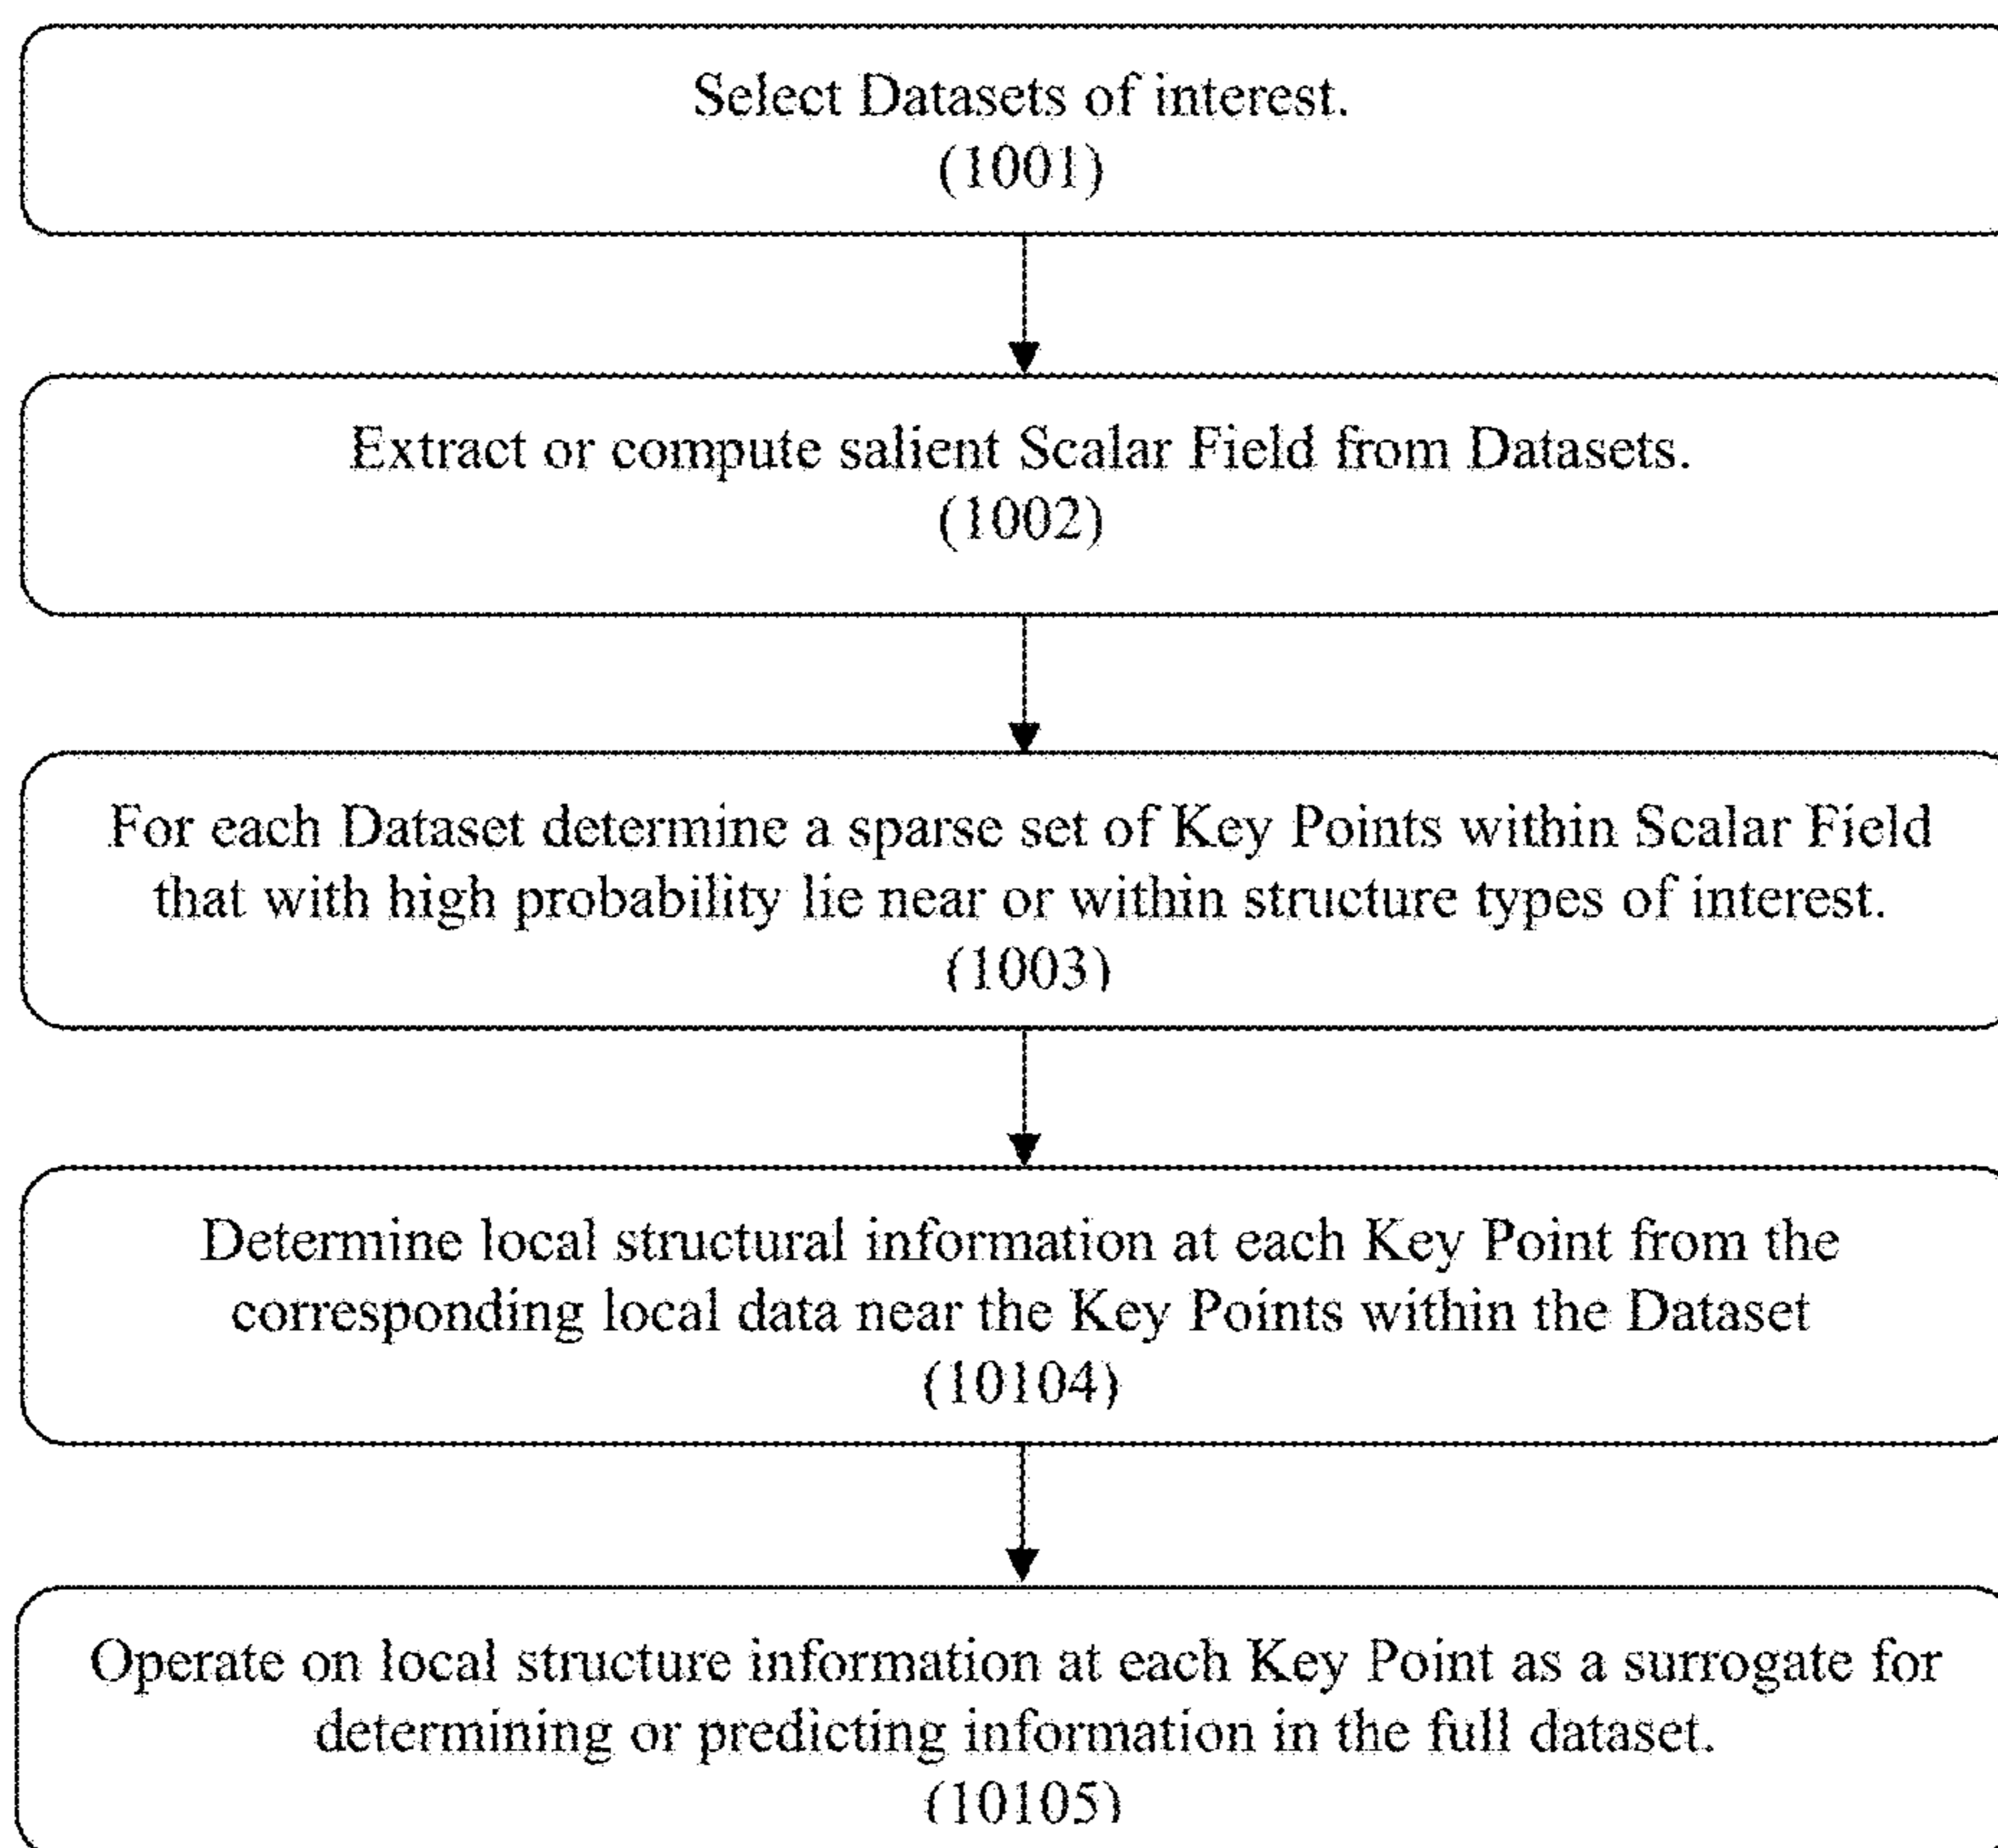 Select Datasets of interest.
(1001)
Extract or compute salient Scalar Field from Datasets.
(1002)
For each Dataset determine a sparse set of Key Points within Scalar Field
that with high probability lie near or within structure types of interest.
(1003)
Determine local structural information at each Key Point from the
corresponding local data near the Key Points within the Dataset
(10104)
Operate on local structure information at each Key Point as a surrogate for
determining or predicting information in the full dataset.
(10105)